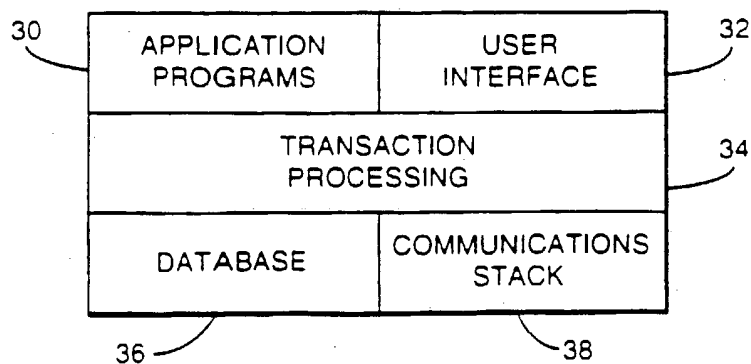 30
APPLICATION
PROGRAMS
USER
INTERFACE
32
TRANSACTION
PROCESSING
34
DATABASE
COMMUNICATIONS
STACK
36
38